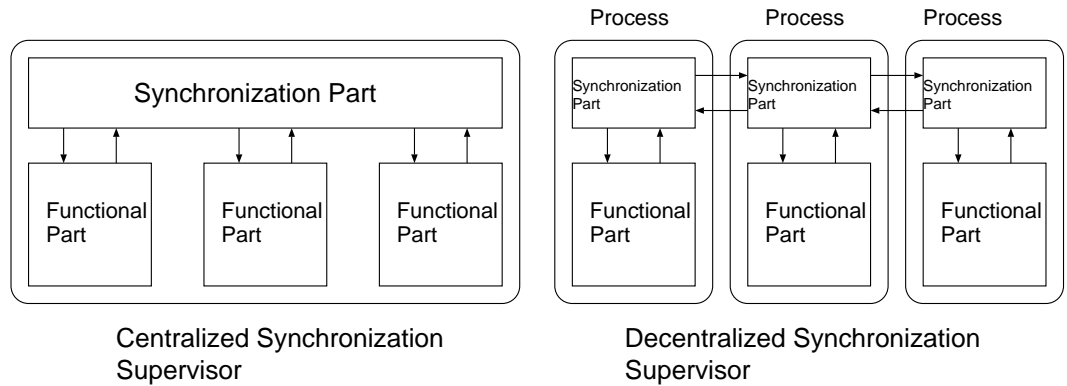 Synchronization Part
Functional
Part
Functional
Part
Functional
Part
Centralized Synchronization
Supervisor
Process
Process
Process
Synchronization
Part
Synchronization
Part
Synchronization
Part
Functional
Part
Functional
Part
Functional
Part
Decentralized Synchronization
Supervisor